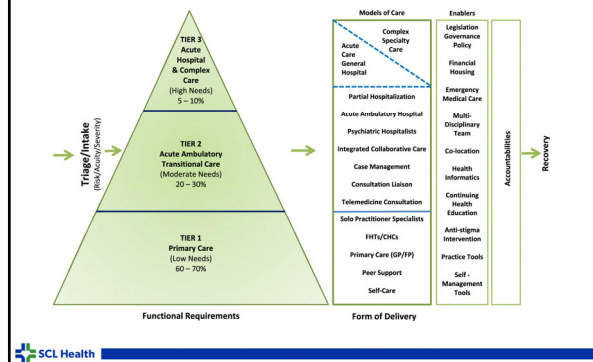 Models of Care
Enablers
TIER 3
Acute
Hospital
& Complex
Care
(High Needs)
5 – 10%
TIER 2
Acute Ambulatory
Transitional Care
(Moderate Needs)
20 – 30%
TIER 1
Primary Care
(Low Needs)
60 – 70%
Triage/Intake
(Risk/Acuity/Severity)
Complex
Specialty
Care
Acute
Care
General
Hospital
Partial Hospitalization
Acute Ambulatory Hospital
Psychiatric Hospitalists
Integrated Collaborative Care
Case Management
Consultation Liaison
Telemedicine Consultation
Solo Practitioner Specialists
FHTs/CHCs
Primary Care (GP/FP)
Peer Support
Self-Care
Legislation
Governance
Policy
Financial
Housing
Emergency
Medical Care
Multi-
Disciplinary
Team
Co-location
Health
Informatics
Continuing
Health
Education
Anti-stigma
Intervention
Practice Tools
Self -
Management
Tools
Accountabilities
Recovery
Functional Requirements
Form of Delivery
SCL Health